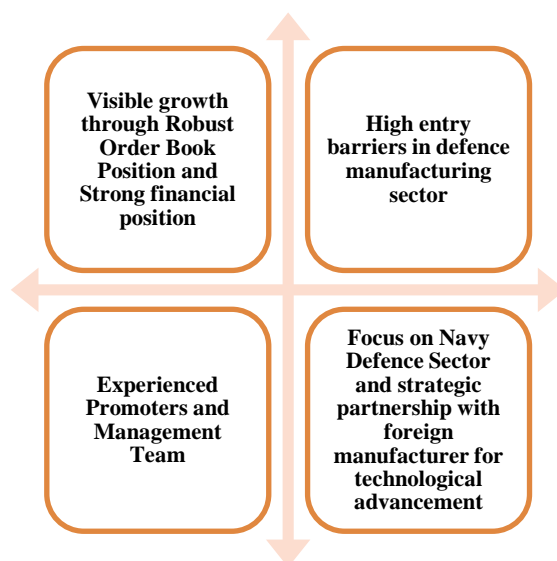 Visible growth
through Robust
Order Book
Position and
Strong financial
position
High entry
barriers in defence
manufacturing
sector
Experienced
Promoters and
Management
Team
Focus on Navy
Defence Sector
and strategic
partnership with
foreign
manufacturer for
technological
advancement